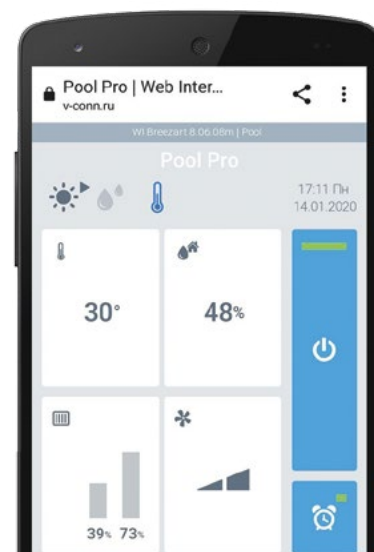 Pool Pro | Web Inter...
v-conn.ru
WI Breezart 8.06.08m | Pool
Pool Pro
17:11 Пн
14.01.2020
30°
48%
39% 73%